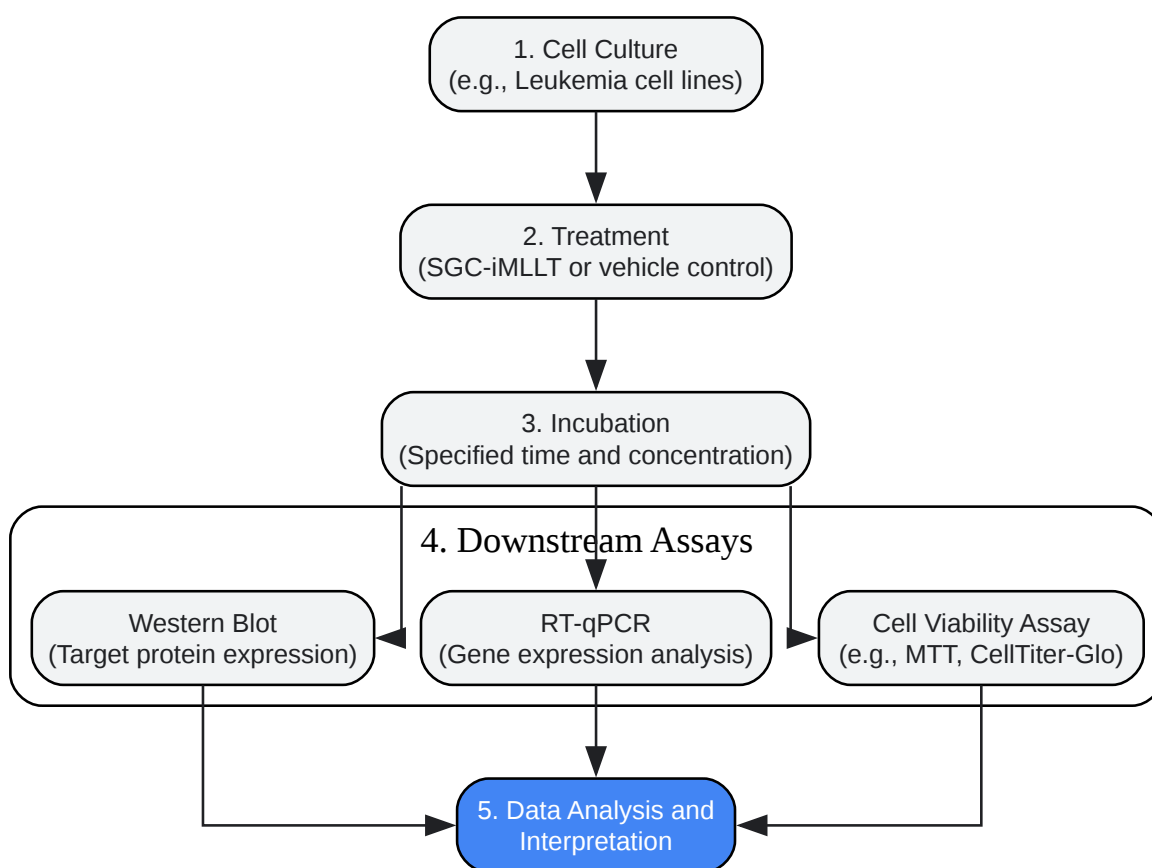 1. Cell Culture
(e.g., Leukemia cell lines)
2. Treatment
(SGC-iMLLT or vehicle control)
3. Incubation
(Specified time and concentration)
4. Downstream Assays
Western Blot
(Target protein expression)
RT-qPCR
(Gene expression analysis)
Cell Viability Assay
(e.g., MTT, CellTiter-Glo)
5. Data Analysis and
Interpretation